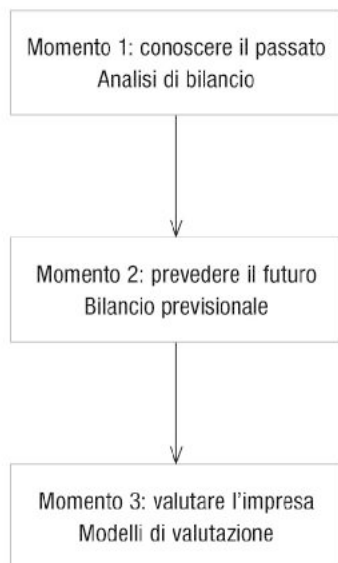 Momento 1: conoscere il passato
Analisi di bilancio
Momento 2: prevedere il futuro
Bilancio previsionale
Momento 3: valutare l'impresa
Modelli di valutazione